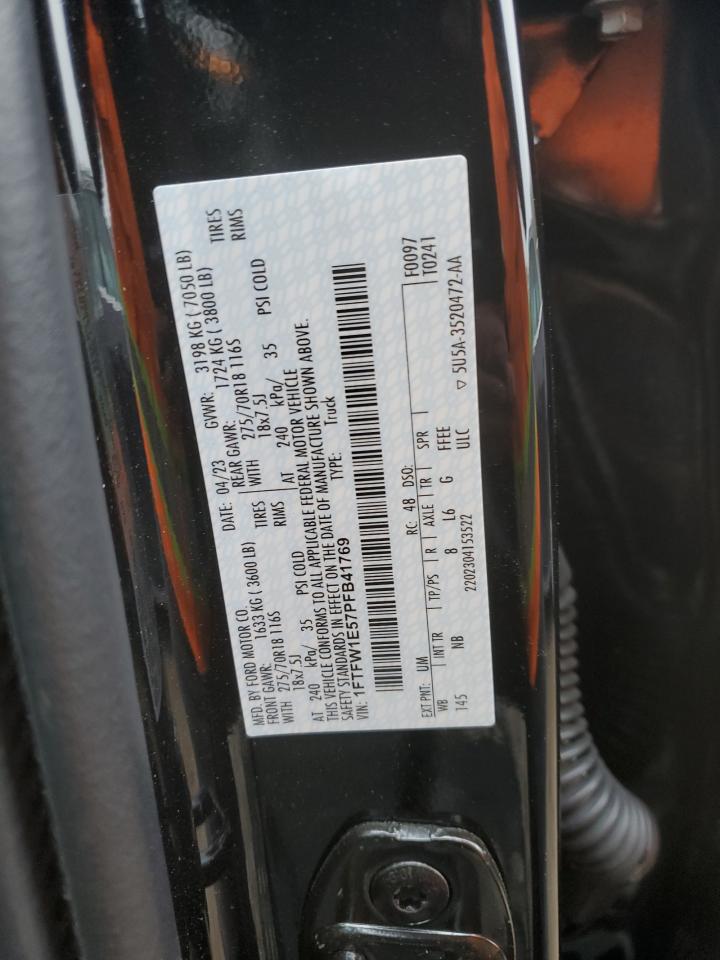 MFD. BY FORD MOTOR CO. DATE: 04/23 GVWR: 3198 KG ( 7050 LB)
FRONT GAWR: 1633 KG ( 3600 LB) REAR GAWR: 1724 KG ( 3800 LB)
WITH 275/70R18 116S TIRES WITH 275/70R18 116S TIRES
18x7.5J RIMS 18x7.5J RIMS
AT 240 kPa/ 35 PSI COLD AT 240 kPa/ 35 PSI COLD
THIS VEHICLE CONFORMS TO ALL APPLICABLE FEDERAL MOTOR VEHICLE
SAFETY STANDARDS IN EFFECT ON THE DATE OF MANUFACTURE SHOWN ABOVE.
VIN: 1FTFW1E57PFB41769 TYPE: Truck
F0097
T0241
EXT PNT: UM RC: 48 DSO:
WB INT TR TP/PS R AXLE TR SPR
145 NB 8 L6 G FFEE
2202304153522 ULC
▽ 5U5A-3520472-AA